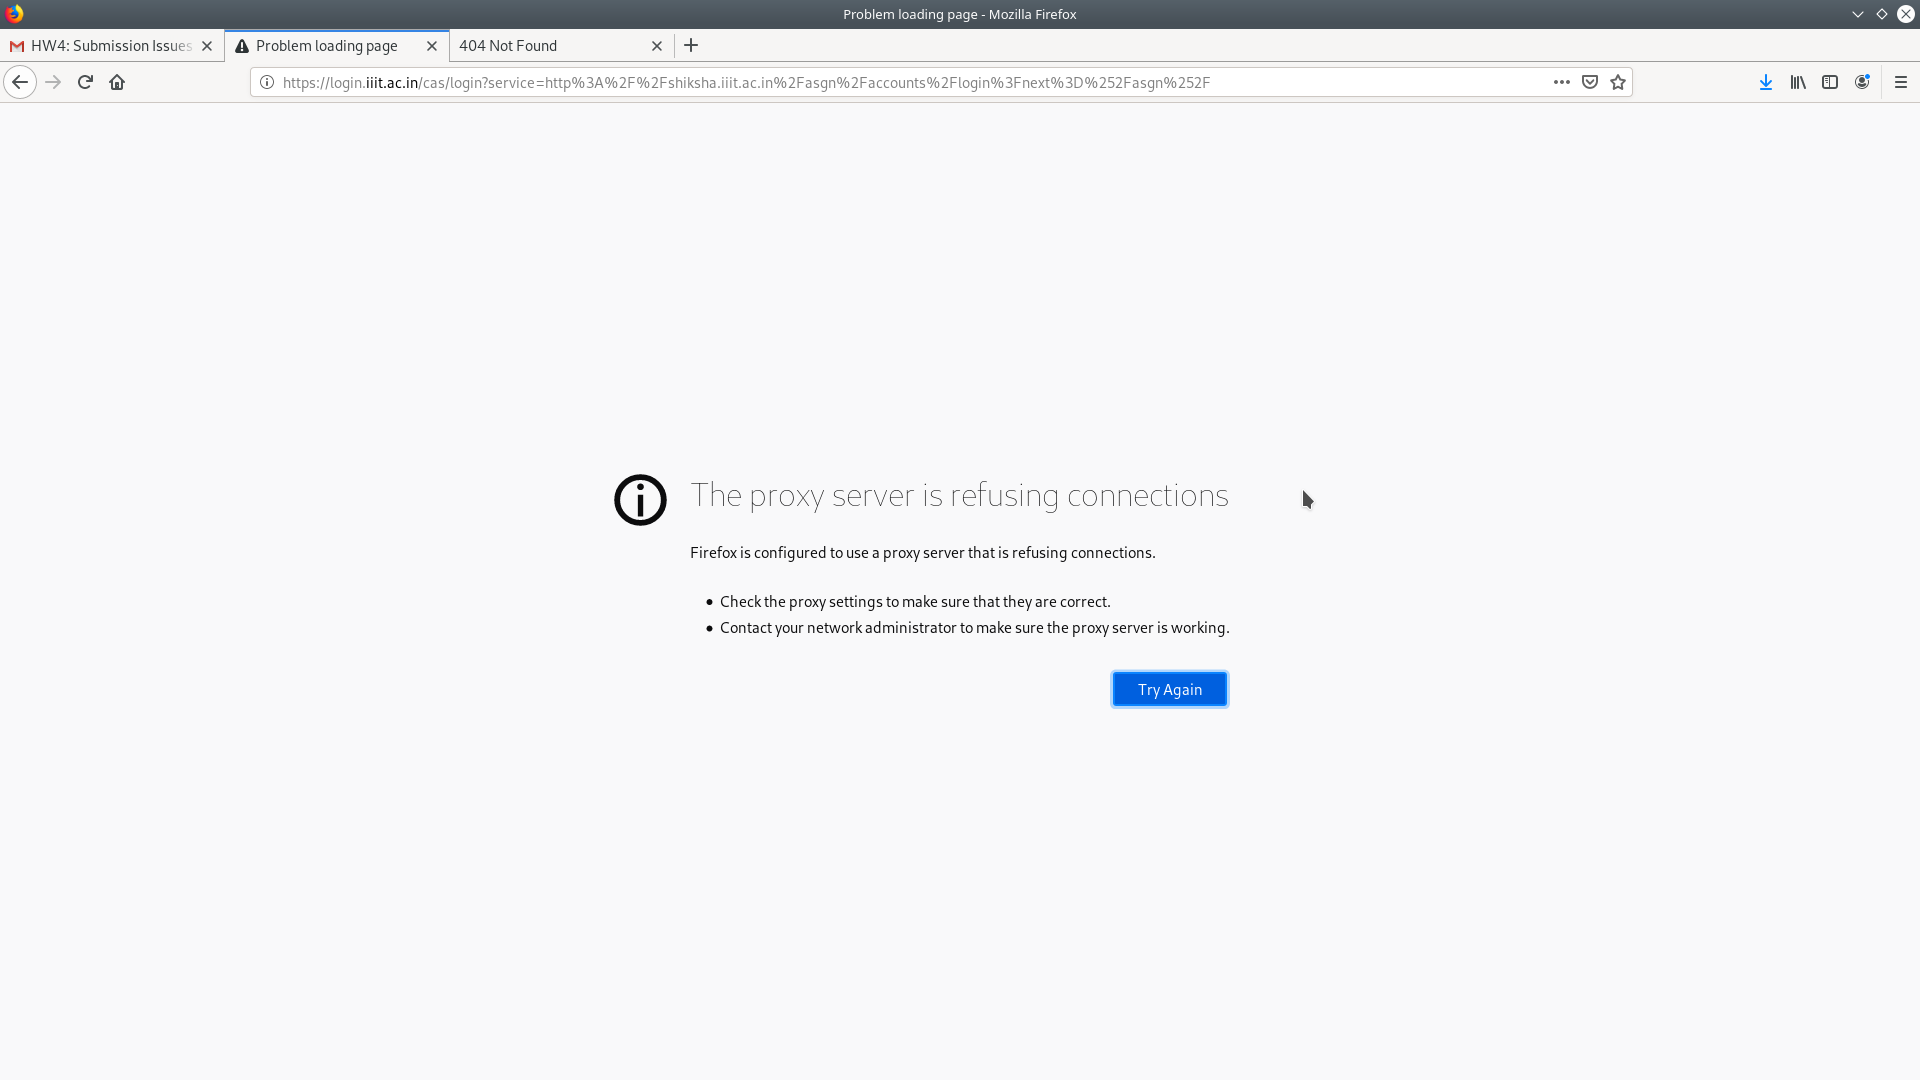 Problem loading page - Mozilla Firefox
HW4: Submission Issues
Problem loading page
404 Not Found
https://login.iiit.ac.in/cas/login?service=http%3A%2F%2Fshiksha.iiit.ac.in%2Fasgn%2Faccounts%2Flogin%3Fnext%3D%252Fasgn%252F
The proxy server is refusing connections
Firefox is configured to use a proxy server that is refusing connections.
• Check the proxy settings to make sure that they are correct.
• Contact your network administrator to make sure the proxy server is working.
Try Again